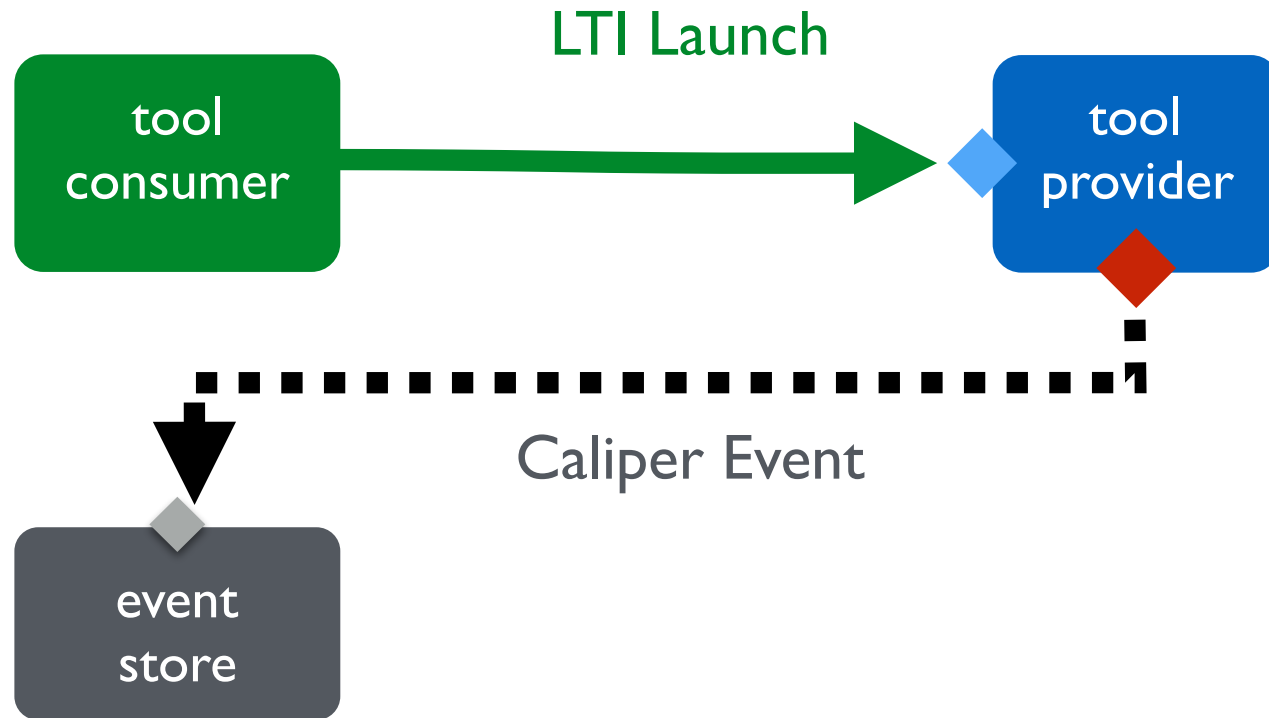 LTI Launch
tool
consumer
tool
provider
Caliper Event
event
store